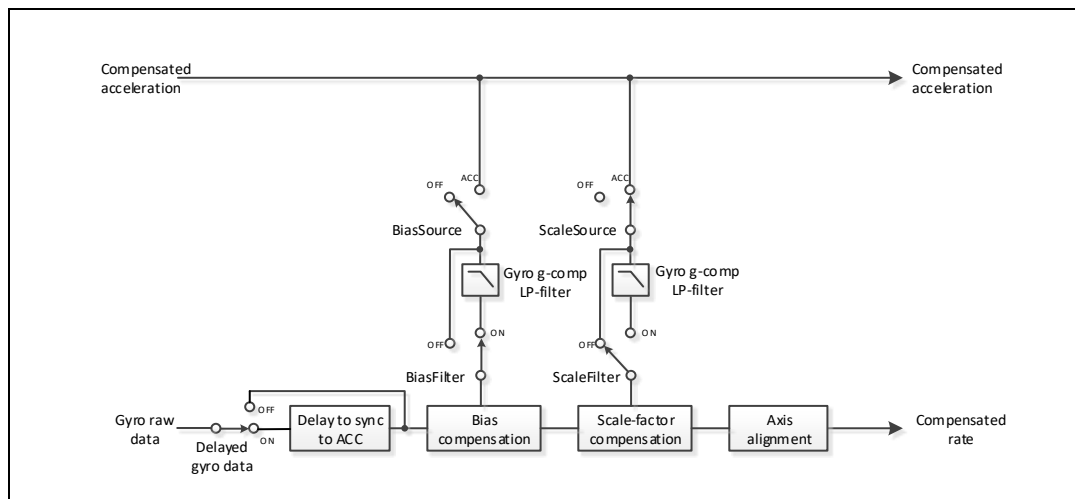 Compensated
acceleration
Compensated
acceleration
OFF
ACC
OFF
ACC
BiasSource
ScaleSource
Gyro g-comp
LP-filter
Gyro g-comp
LP-filter
OFF
ON
OFF
ON
BiasFilter
ScaleFilter
OFF
Gyro raw
data
ON
Delayed
gyro data
Delay to sync
to ACC
Bias
compensation
Scale-factor
compensation
Axis
alignment
Compensated
rate